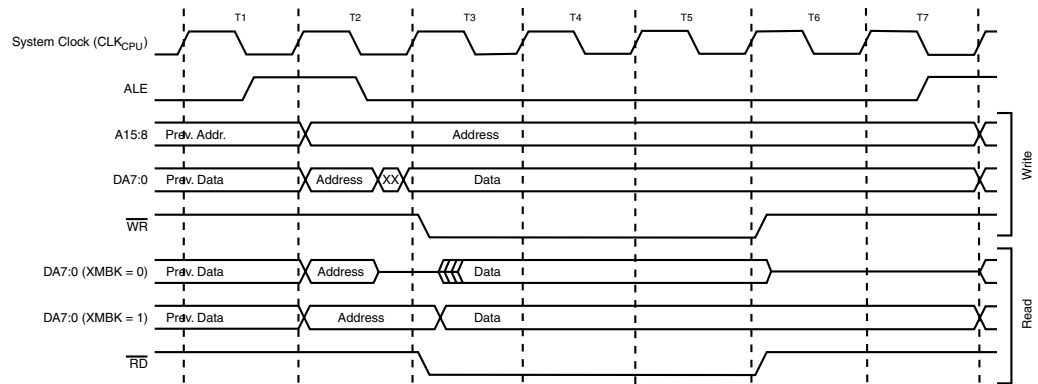 T1 T2 T3 T4 T5 T6 T7
System Clock (CLKCPU)
ALE
A15:8 Prev. Addr. Address
DA7:0 Prev. Data Address XX Data
WR
Write
DA7:0 (XMBK = 0) Prev. Data Address Data
DA7:0 (XMBK = 1) Prev. Data Address Data
RD
Read